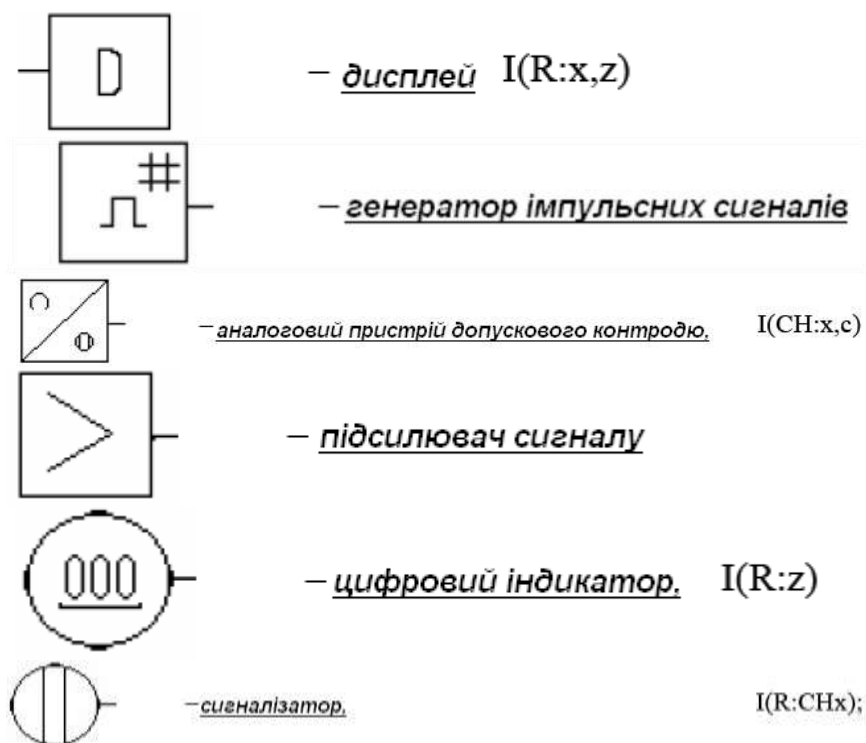 D – дисплей I(R:x,z)
– генератор імпульсних сигналів
– аналоговий пристрій допускового контродю, I(CH:x,c)
– підсилювач сигналу
000 – цифровий індикатор, I(R:z)
– сигналізатор, I(R:CHx);